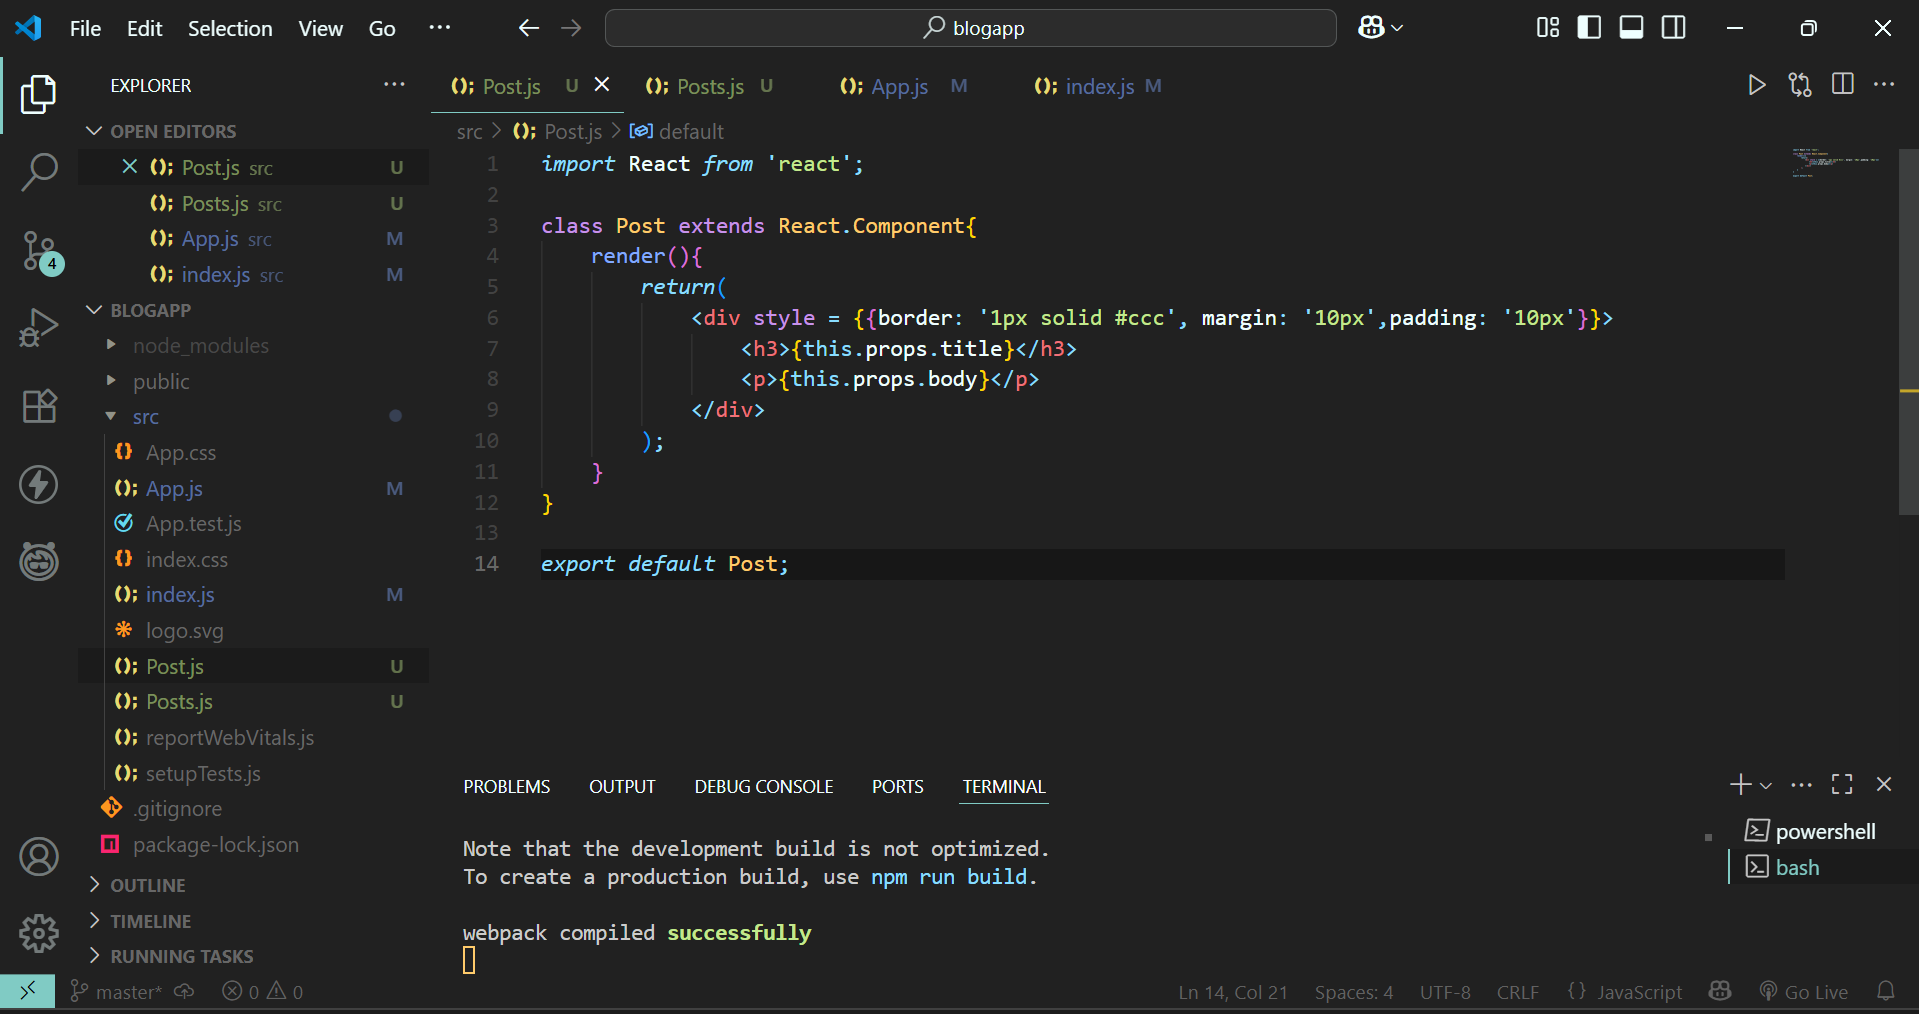 File Edit Selection View Go ··· blogapp
EXPLORER ···
OPEN EDITORS
Post.js src U
Posts.js src U
App.js src M
index.js src M
BLOGAPP
node_modules
public
src
App.css
App.js M
App.test.js
index.css
index.js M
logo.svg
Post.js U
Posts.js U
reportWebVitals.js
setupTests.js
.gitignore
package-lock.json
OUTLINE
TIMELINE
RUNNING TASKS
4
Post.js U Posts.js U App.js M index.js M
src > Post.js > default
1 import React from 'react';
2
3 class Post extends React.Component{
4 render(){
5 return(
6 <div style = {{border: '1px solid #ccc', margin: '10px',padding: '10px'}}>
7 <h3>{this.props.title}</h3>
8 <p>{this.props.body}</p>
9 </div>
10 );
11 }
12 }
13
14 export default Post;
PROBLEMS OUTPUT DEBUG CONSOLE PORTS TERMINAL
Note that the development build is not optimized.
To create a production build, use npm run build.
webpack compiled successfully
powershell
bash
master* 0 0 Ln 14, Col 21 Spaces: 4 UTF-8 CRLF {} JavaScript Go Live